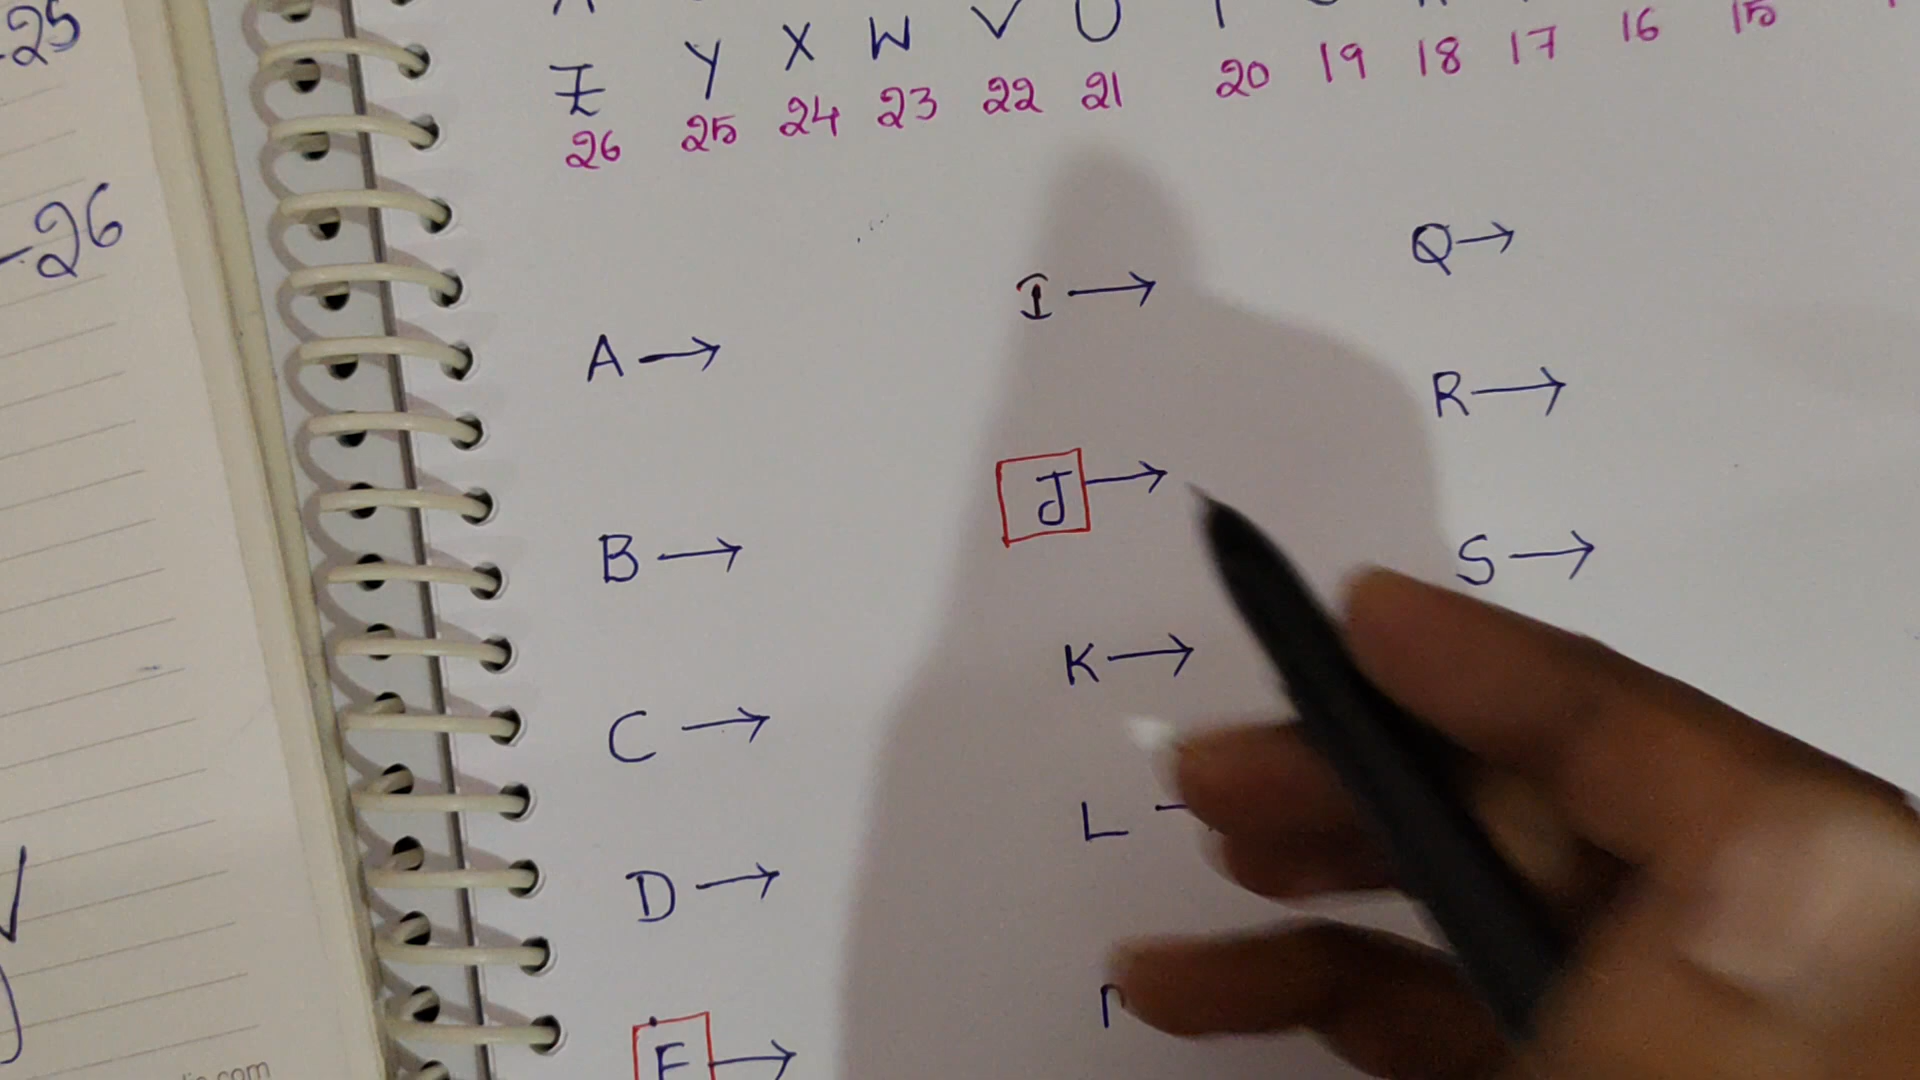 -25
-26
Z Y X W V U
26 25 24 23 22 21 20 19 18 17 16 15
A →
B →
C →
D →
E →
I →
J →
K →
L -
Q →
R →
S →